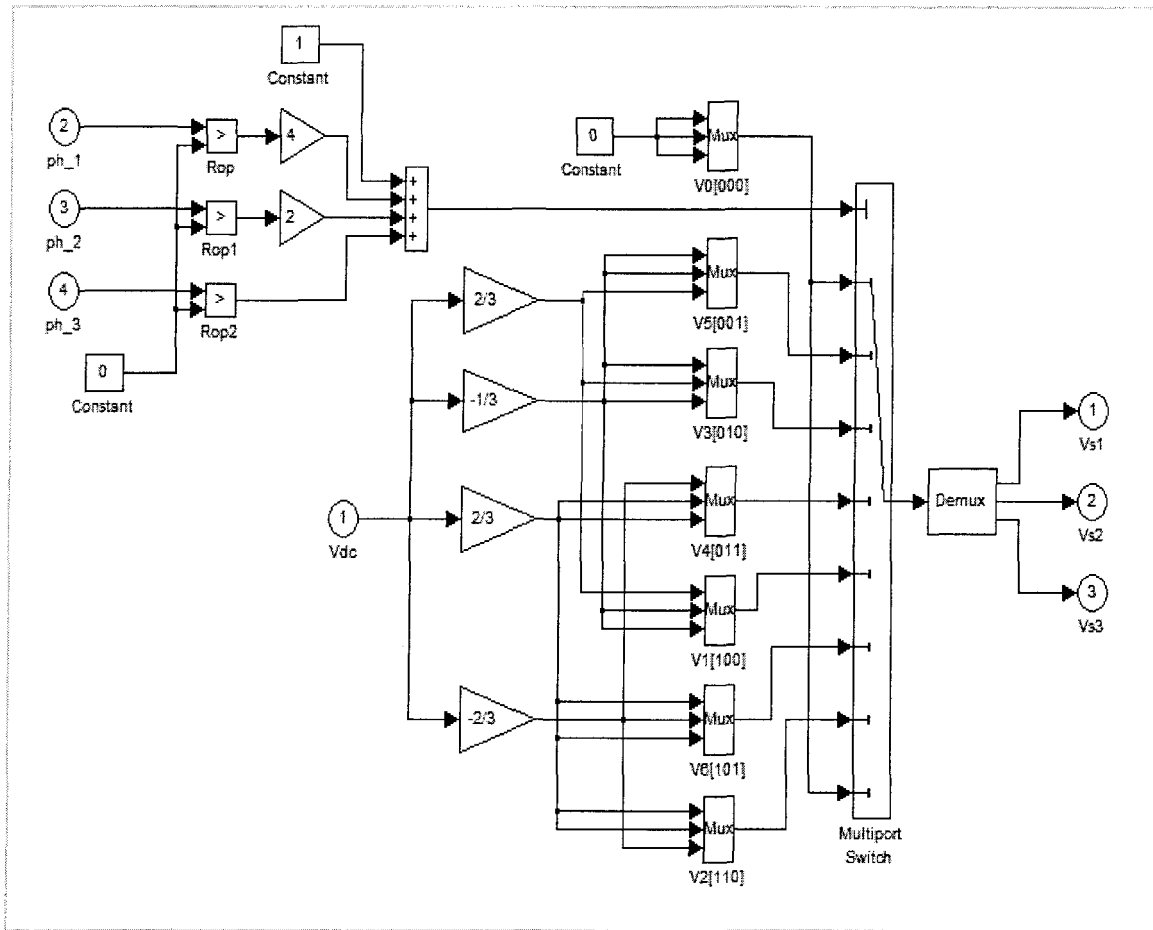 1
Constant
2
ph_1
>
Rop
4
3
ph_2
>
Rop1
2
4
ph_3
>
Rop2
0
Constant
+
+
+
+
0
Constant
Mux
V0[000]
2/3
-1/3
2/3
-2/3
1
Vdc
Mux
V5[001]
Mux
V3[010]
Mux
V4[011]
Mux
V1[100]
Mux
V6[101]
Mux
V2[110]
Multiport
Switch
Demux
1
Vs1
2
Vs2
3
Vs3